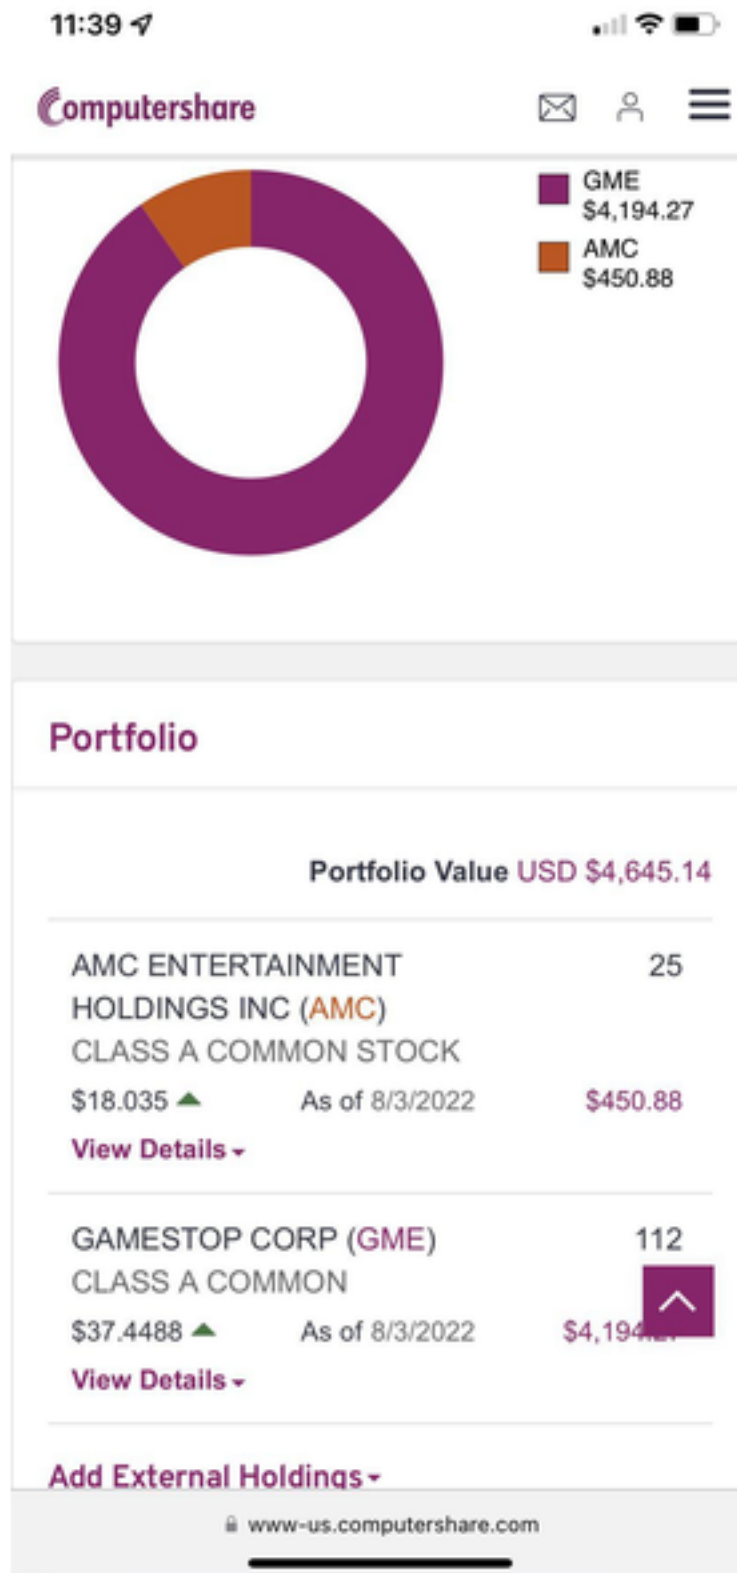 11:39
Computershare
GME
$4,194.27
AMC
$450.88
Portfolio
Portfolio Value USD $4,645.14
AMC ENTERTAINMENT 25
HOLDINGS INC (AMC)
CLASS A COMMON STOCK
$18.035 As of 8/3/2022 $450.88
View Details
GAMESTOP CORP (GME) 112
CLASS A COMMON
$37.4488 As of 8/3/2022 $4,194.27
View Details
Add External Holdings
www-us.computershare.com